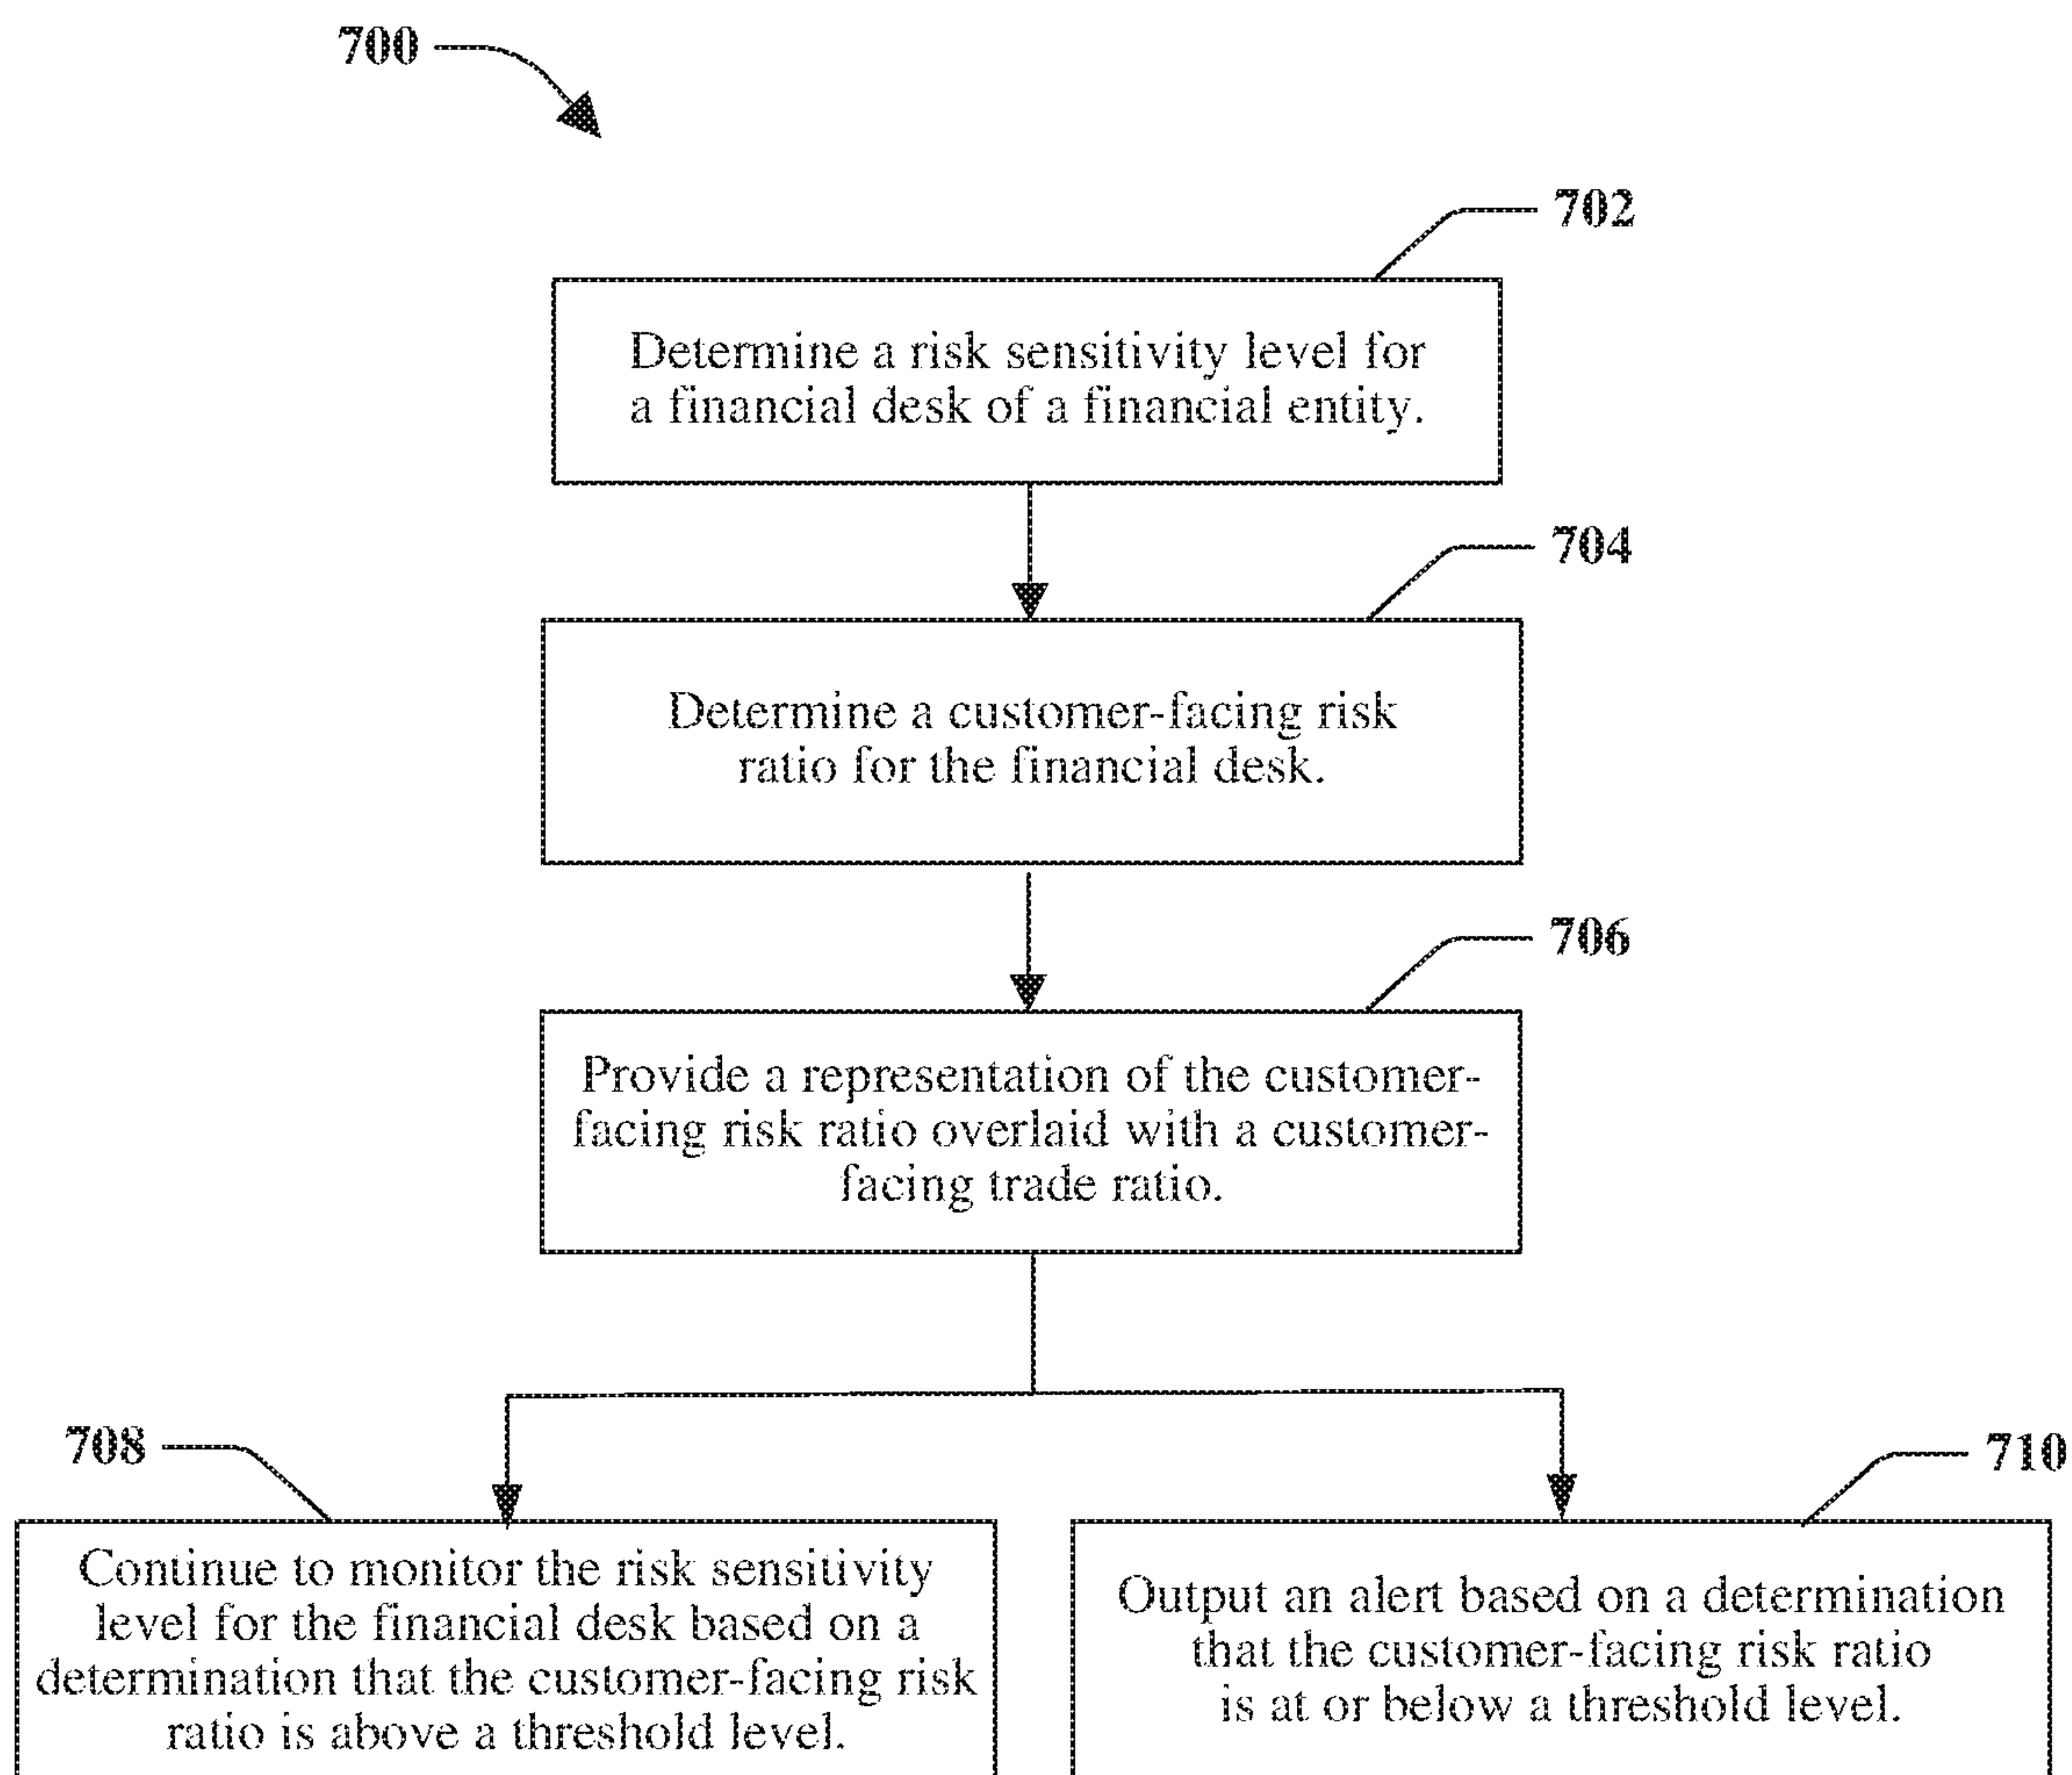 700
702
Determine a risk sensitivity level for
a financial desk of a financial entity.
704
Determine a customer-facing risk
ratio for the financial desk.
706
Provide a representation of the customer-
facing risk ratio overlaid with a customer-
facing trade ratio.
708
Continue to monitor the risk sensitivity
level for the financial desk based on a
determination that the customer-facing risk
ratio is above a threshold level.
710
Output an alert based on a determination
that the customer-facing risk ratio
is at or below a threshold level.